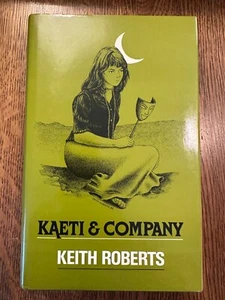 KAETI & COMPANY
KEITH ROBERTS